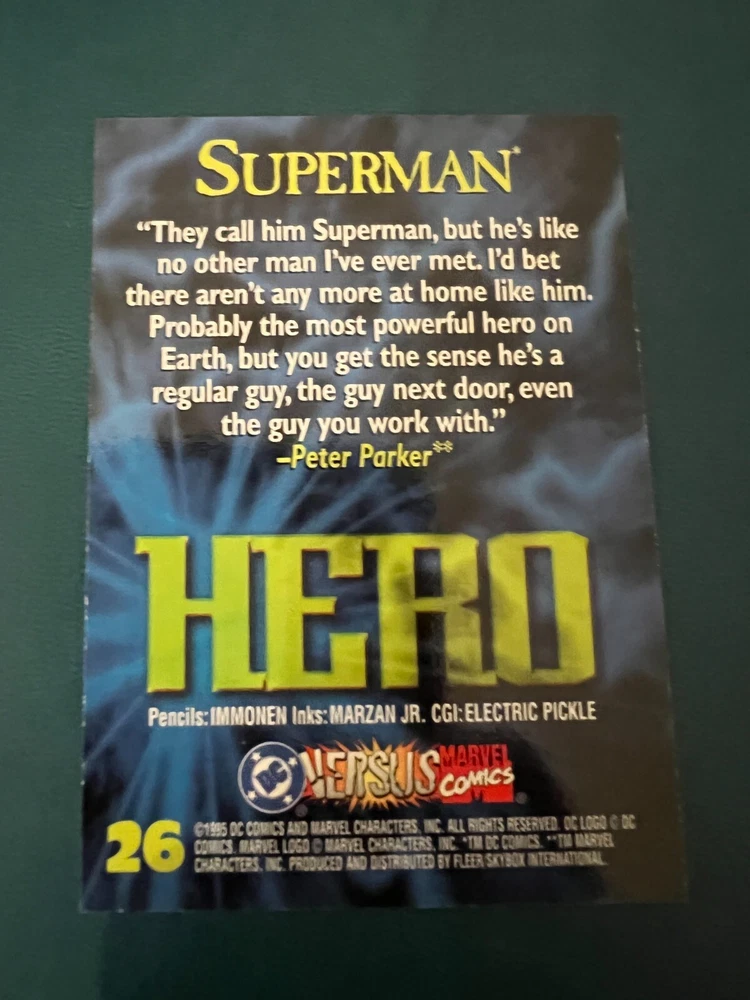 SUPERMAN*
“They call him Superman, but he’s like
no other man I’ve ever met. I’d bet
there aren’t any more at home like him.
Probably the most powerful hero on
Earth, but you get the sense he’s a
regular guy, the guy next door, even
the guy you work with.”
–Peter Parker**
HERO
Pencils: IMMONEN Inks: MARZAN JR. CGI: ELECTRIC PICKLE
DC VERSUS MARVEL COMICS
26
©1995 DC COMICS AND MARVEL CHARACTERS, INC. ALL RIGHTS RESERVED. DC LOGO © DC
COMICS. MARVEL LOGO © MARVEL CHARACTERS, INC. *TM DC COMICS. **TM MARVEL
CHARACTERS, INC. PRODUCED AND DISTRIBUTED BY FLEER/SKYBOX INTERNATIONAL.